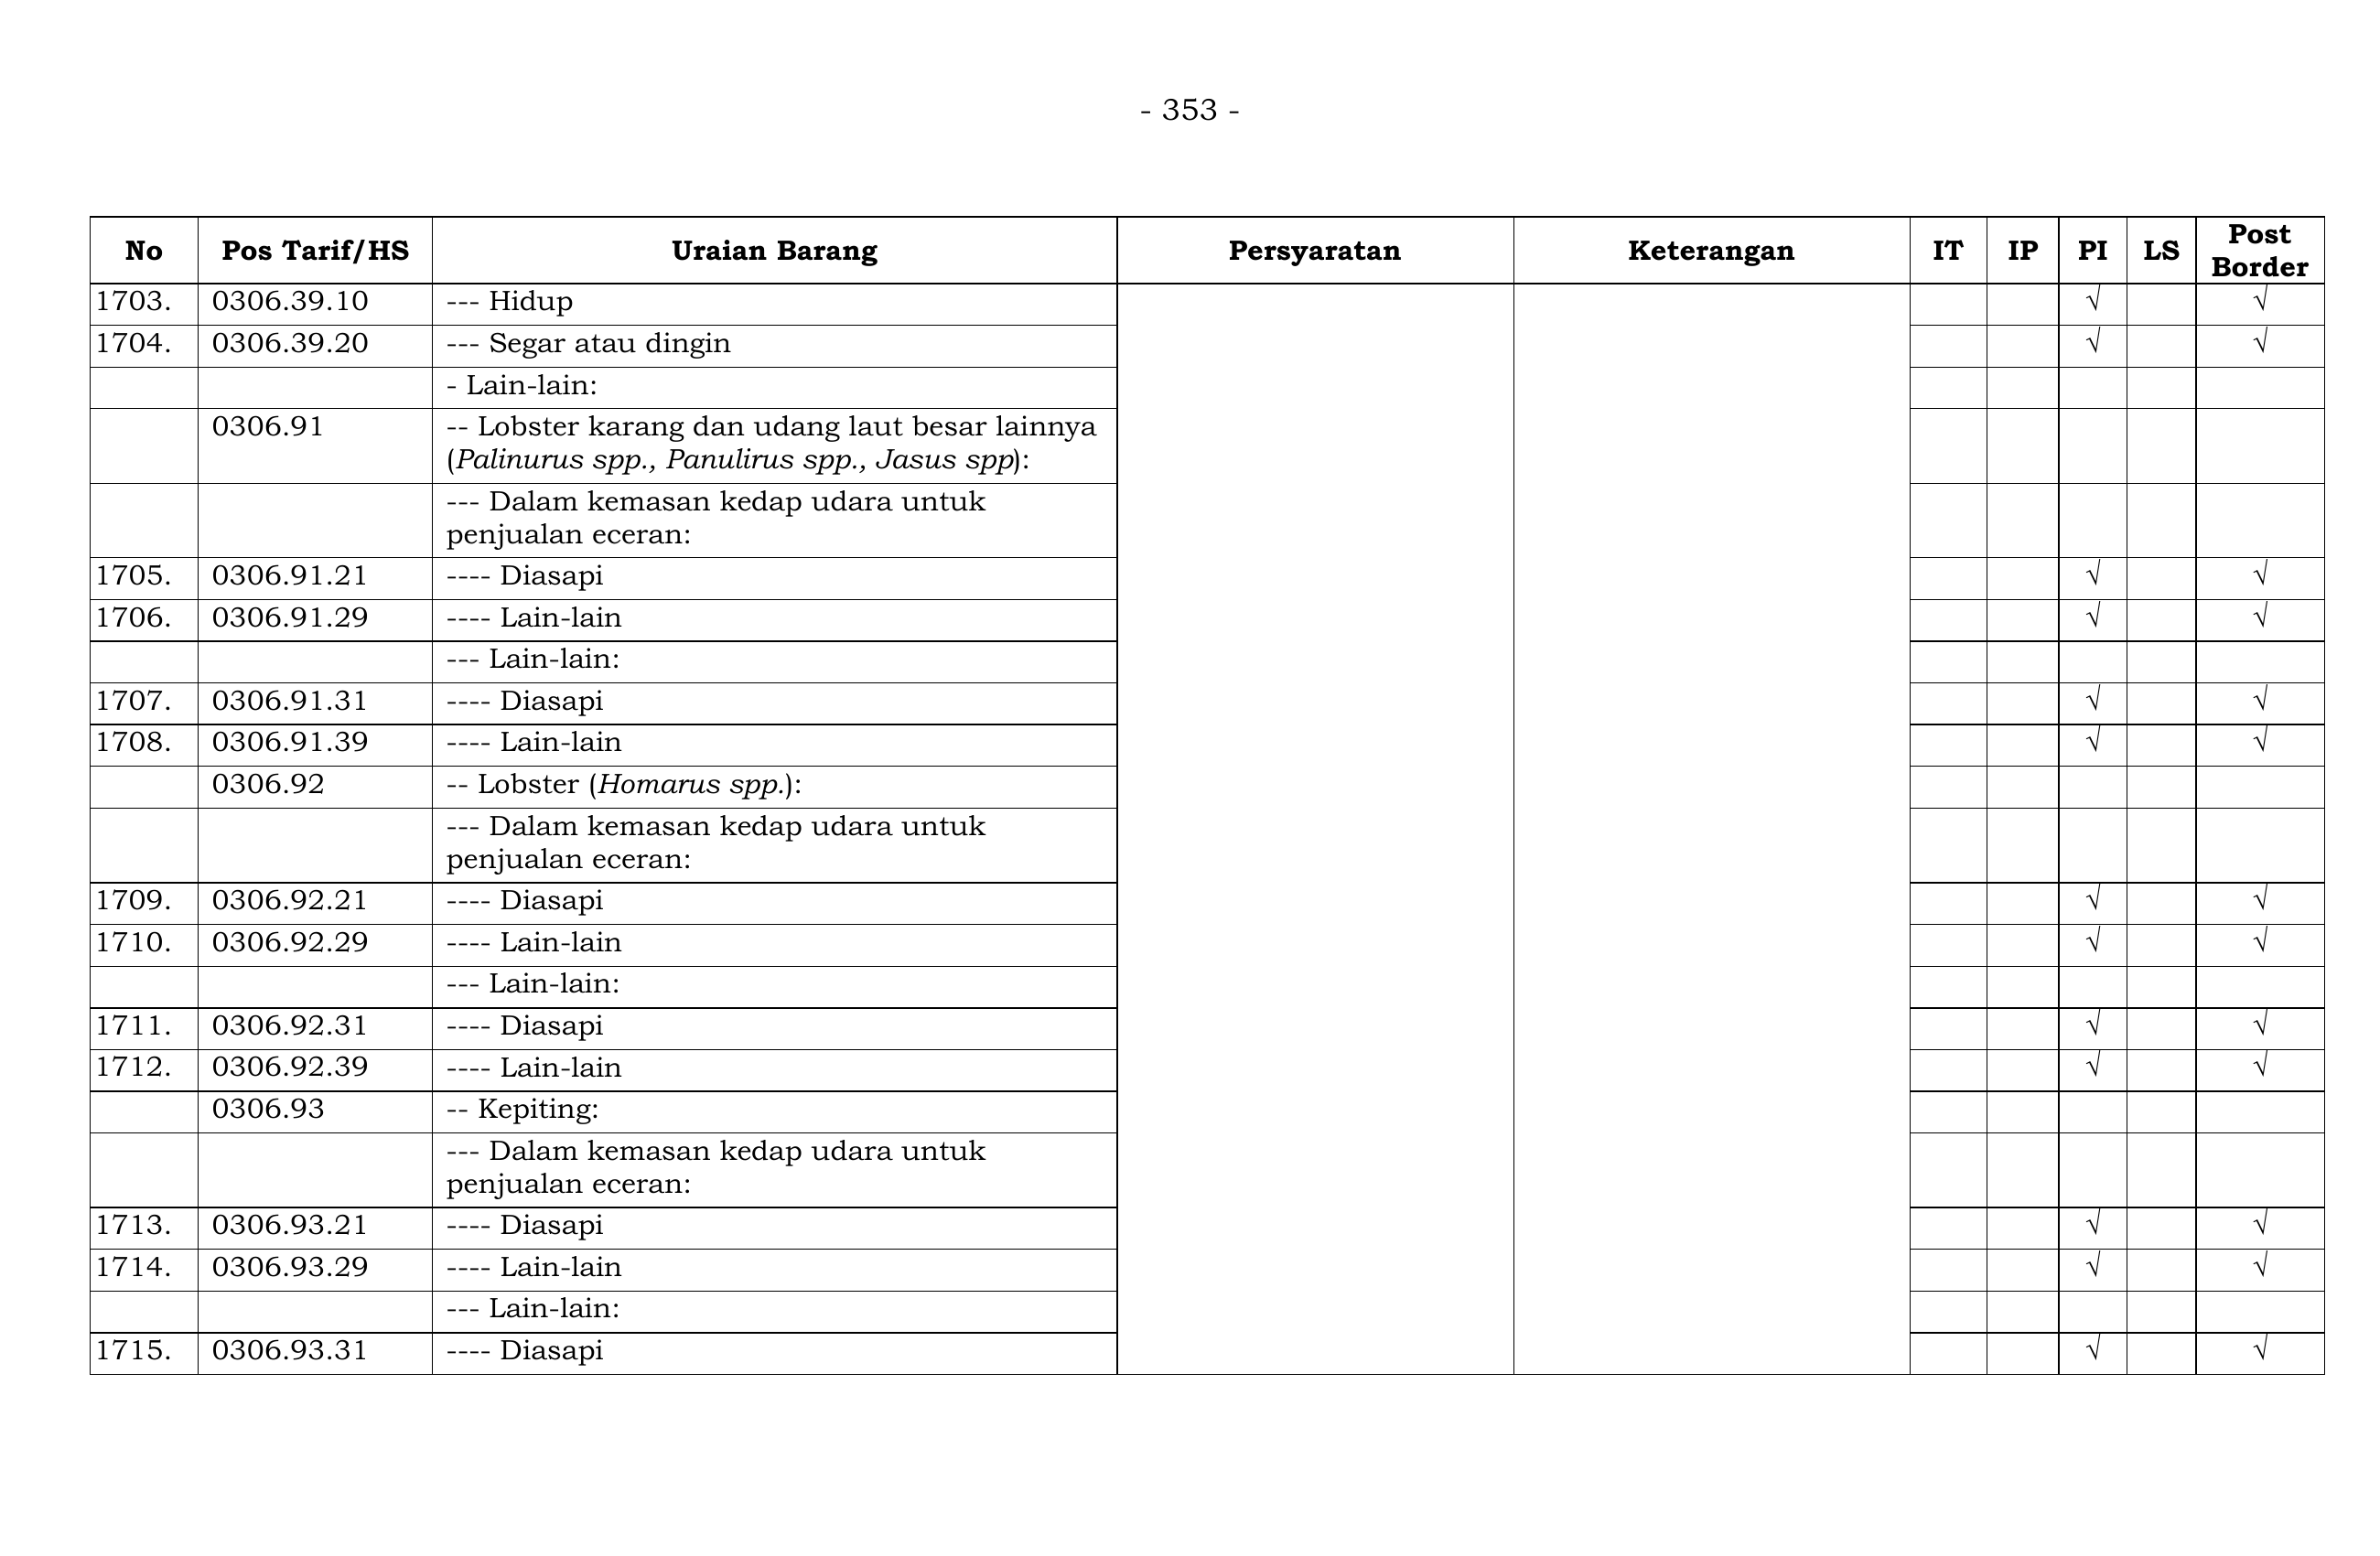 - 353 -
No Pos Tarif/HS Uraian Barang Persyaratan Keterangan IT IP PI LS Post Border
1703. 0306.39.10 --- Hidup √ √
1704. 0306.39.20 --- Segar atau dingin √ √
- Lain-lain:
0306.91 -- Lobster karang dan udang laut besar lainnya
(Palinurus spp., Panulirus spp., Jasus spp):
--- Dalam kemasan kedap udara untuk
penjualan eceran:
1705. 0306.91.21 ---- Diasapi √ √
1706. 0306.91.29 ---- Lain-lain √ √
--- Lain-lain:
1707. 0306.91.31 ---- Diasapi √ √
1708. 0306.91.39 ---- Lain-lain √ √
0306.92 -- Lobster (Homarus spp.):
--- Dalam kemasan kedap udara untuk
penjualan eceran:
1709. 0306.92.21 ---- Diasapi √ √
1710. 0306.92.29 ---- Lain-lain √ √
--- Lain-lain:
1711. 0306.92.31 ---- Diasapi √ √
1712. 0306.92.39 ---- Lain-lain √ √
0306.93 -- Kepiting:
--- Dalam kemasan kedap udara untuk
penjualan eceran:
1713. 0306.93.21 ---- Diasapi √ √
1714. 0306.93.29 ---- Lain-lain √ √
--- Lain-lain:
1715. 0306.93.31 ---- Diasapi √ √